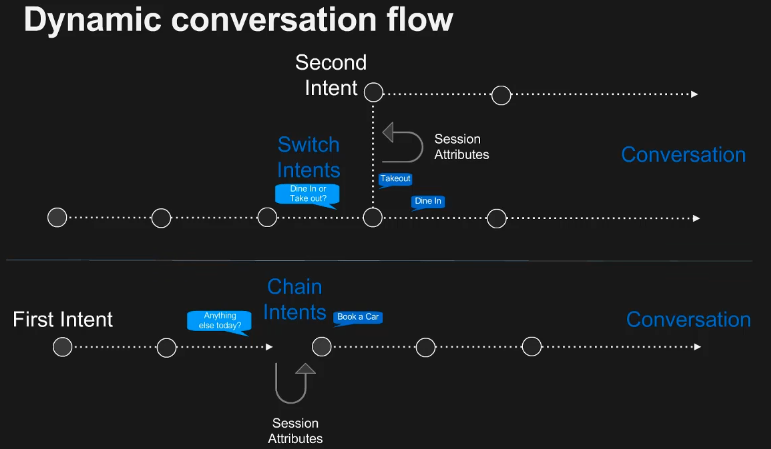 Dynamic conversation flow
Second
Intent
Session
Attributes
Switch
Intents
Conversation
Takeout
Dine In or
Take out?
Dine In
Chain
Intents
First Intent
Anything
else today?
Book a Car
Conversation
Session
Attributes